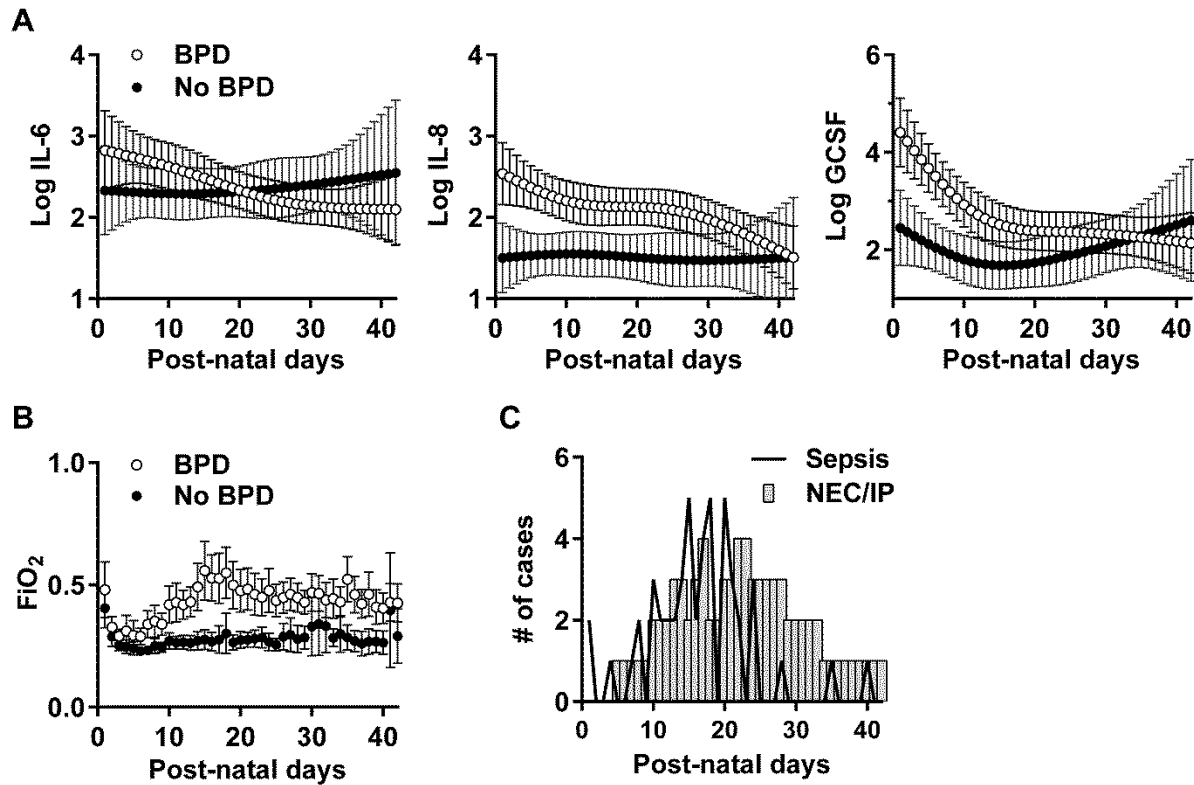 A
BPD
No BPD
Log IL-6
4
3
2
1
0 10 20 30 40
Post-natal days
Log IL-8
4
3
2
1
0 10 20 30 40
Post-natal days
Log GCSF
6
4
2
0 10 20 30 40
Post-natal days
B
BPD
No BPD
FiO₂
1.0
0.5
0.0
0 10 20 30 40
Post-natal days
C
Sepsis
NEC/IP
# of cases
6
4
2
0
0 10 20 30 40
Post-natal days